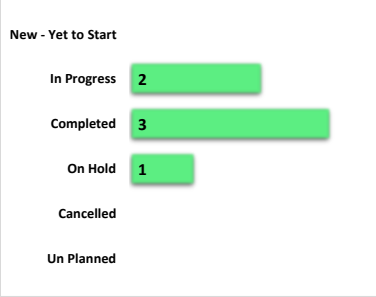 New - Yet to Start
In Progress 2
Completed 3
On Hold 1
Cancelled
Un Planned